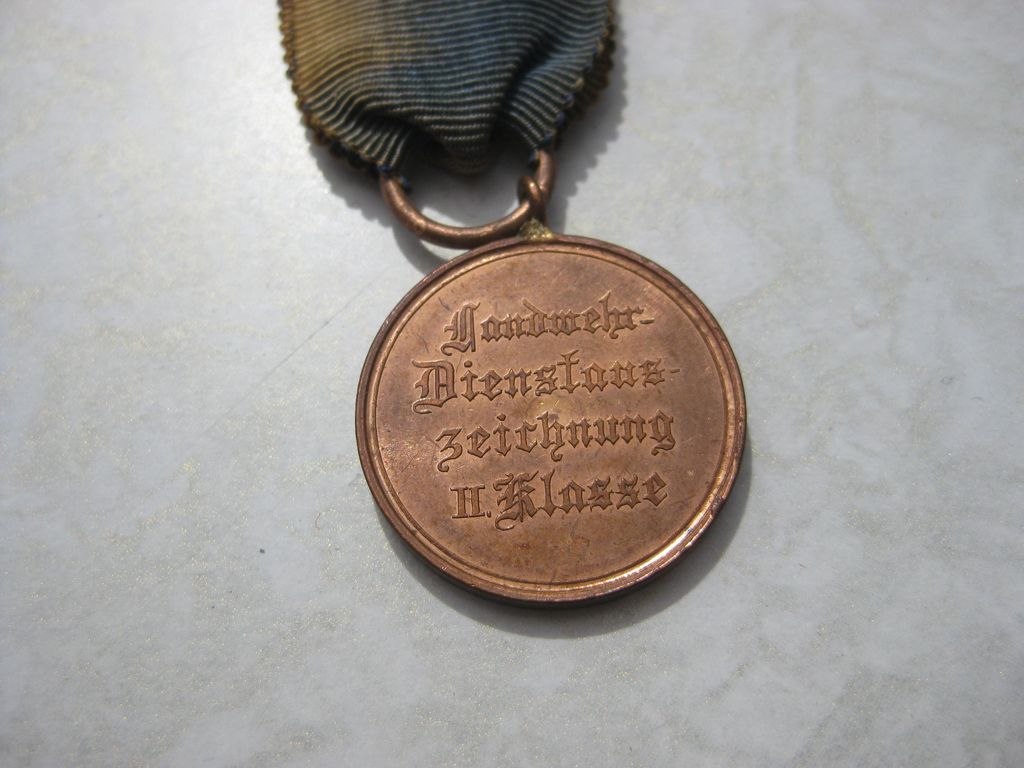 Landwehr-
Dienstaus-
zeichnung
II. Klasse